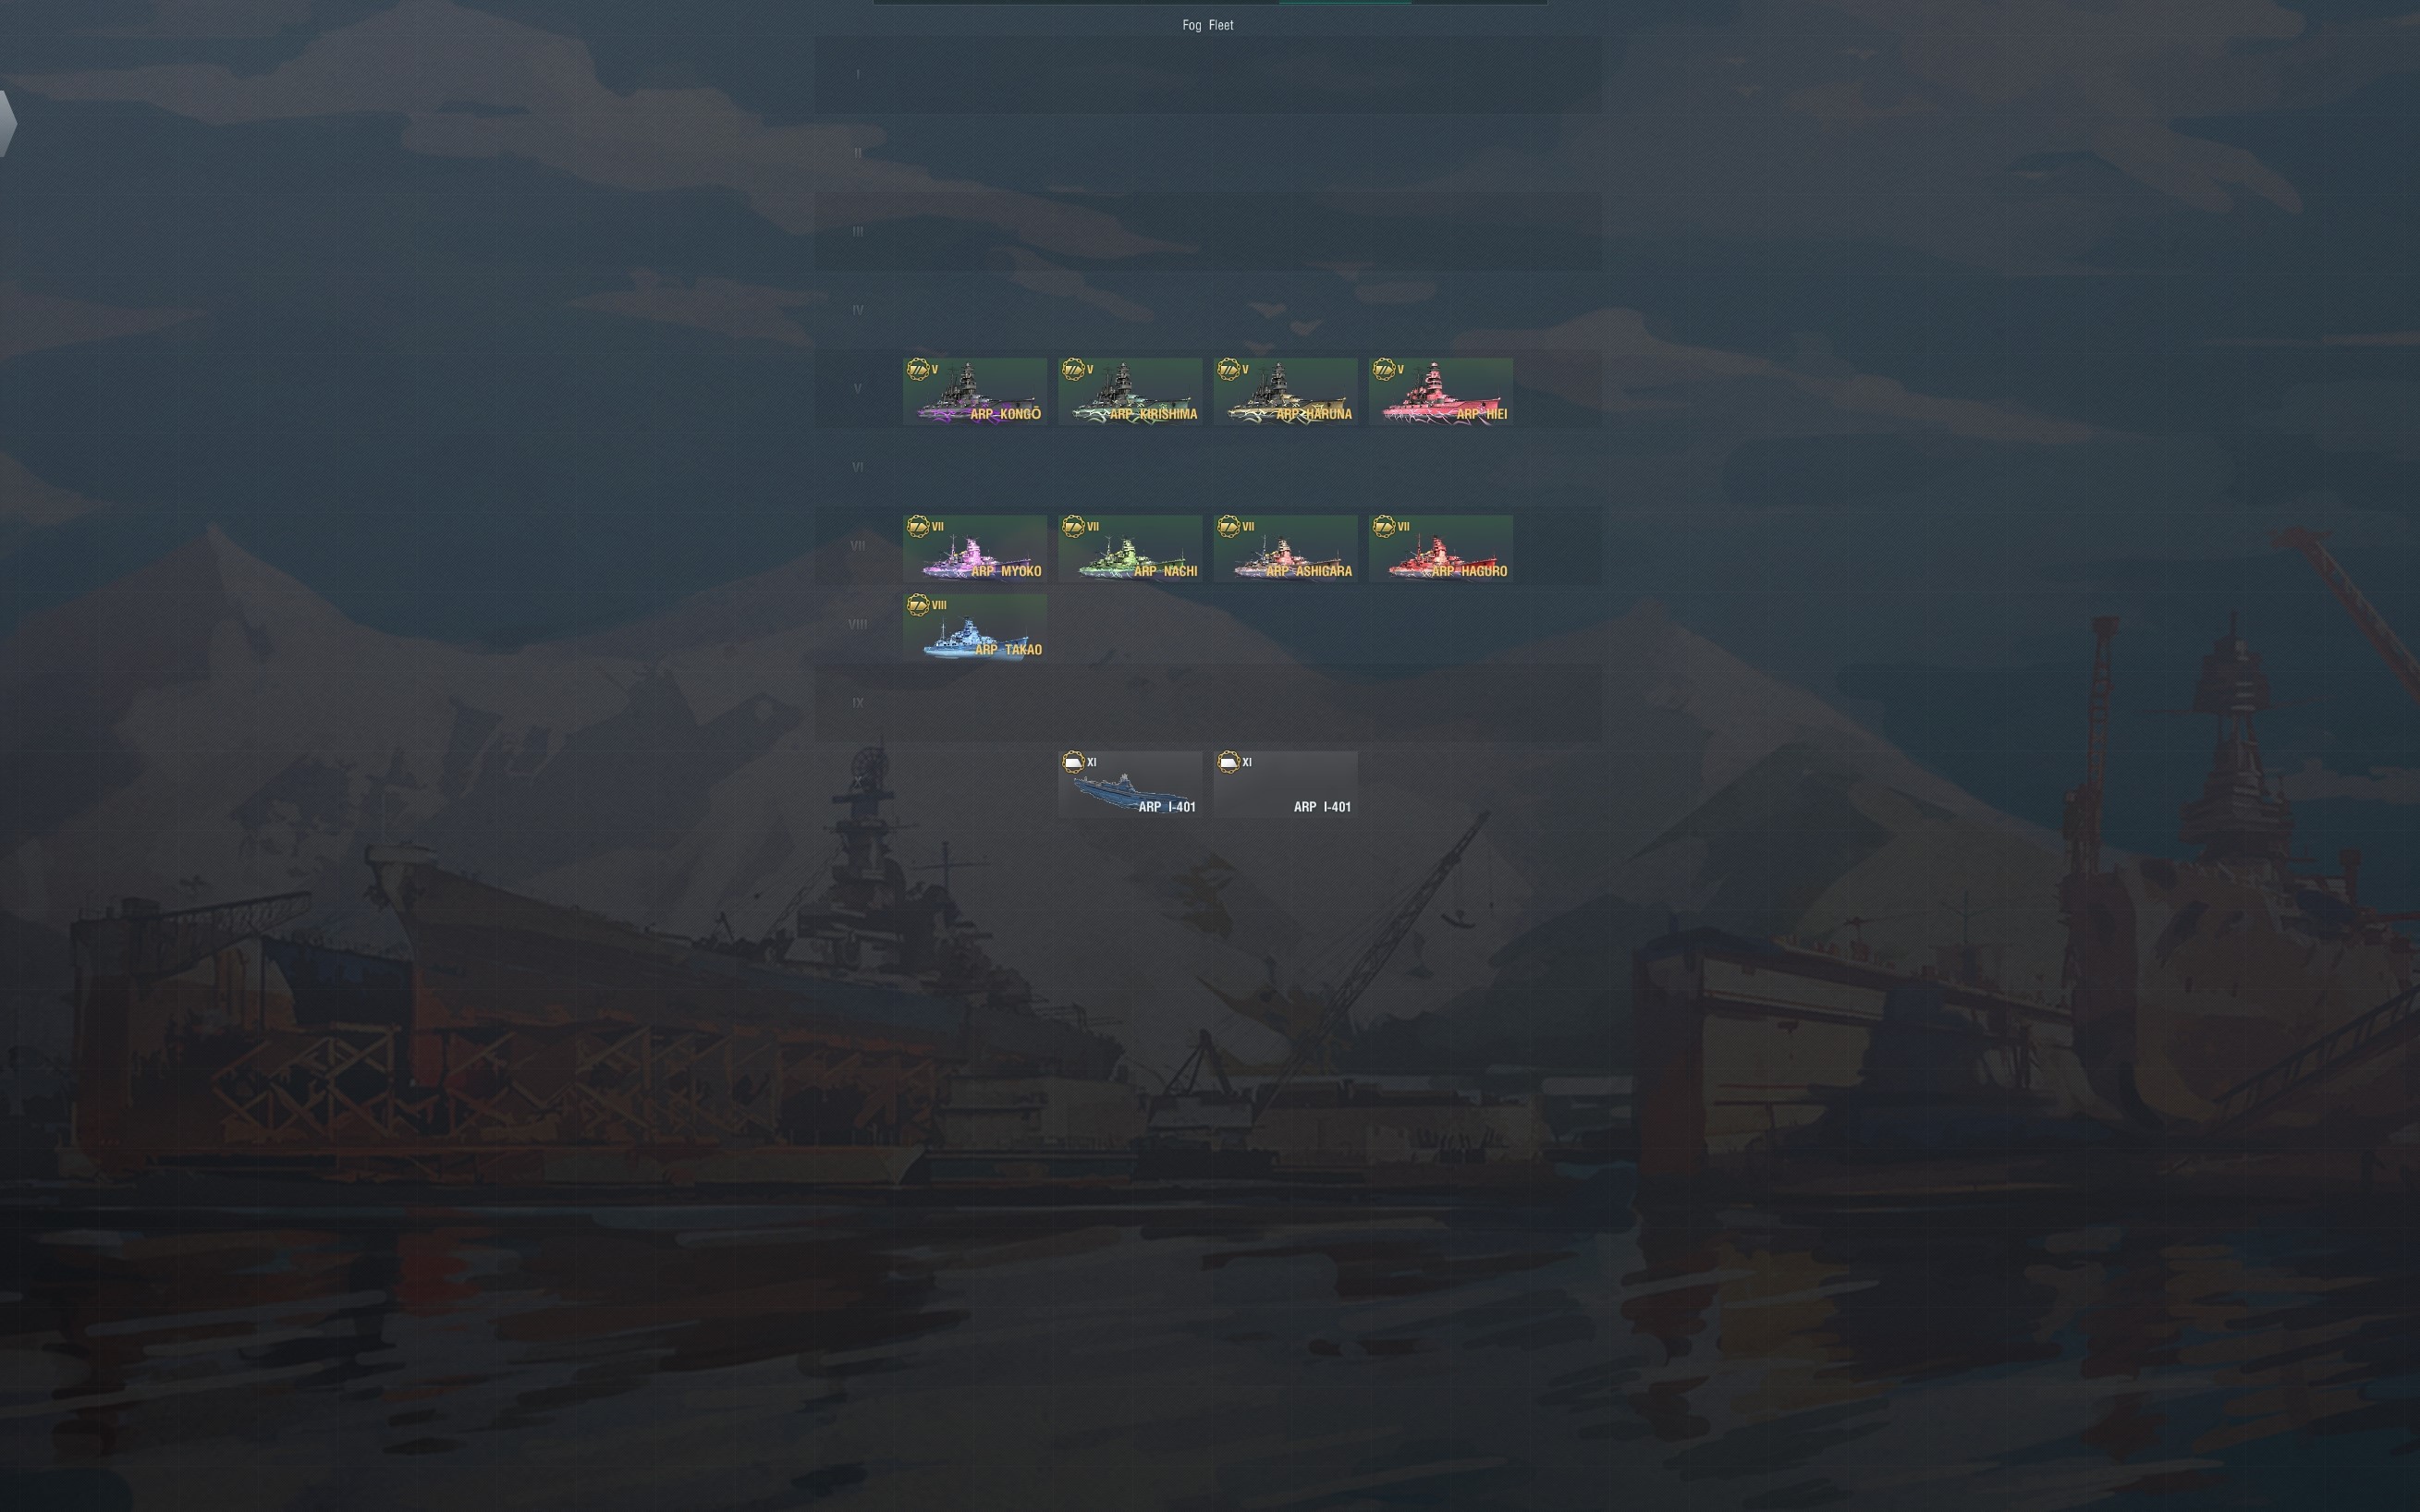 Fog Fleet
I
II
III
IV
V
V
ARP KONGŌ
V
ARP KIRISHIMA
V
ARP HARUNA
V
ARP HIEI
VI
VII
VII
ARP MYOKO
VII
ARP NACHI
VII
ARP ASHIGARA
VII
ARP HAGURO
VIII
VIII
ARP TAKAO
IX
X
XI
ARP I-401
XI
ARP I-401